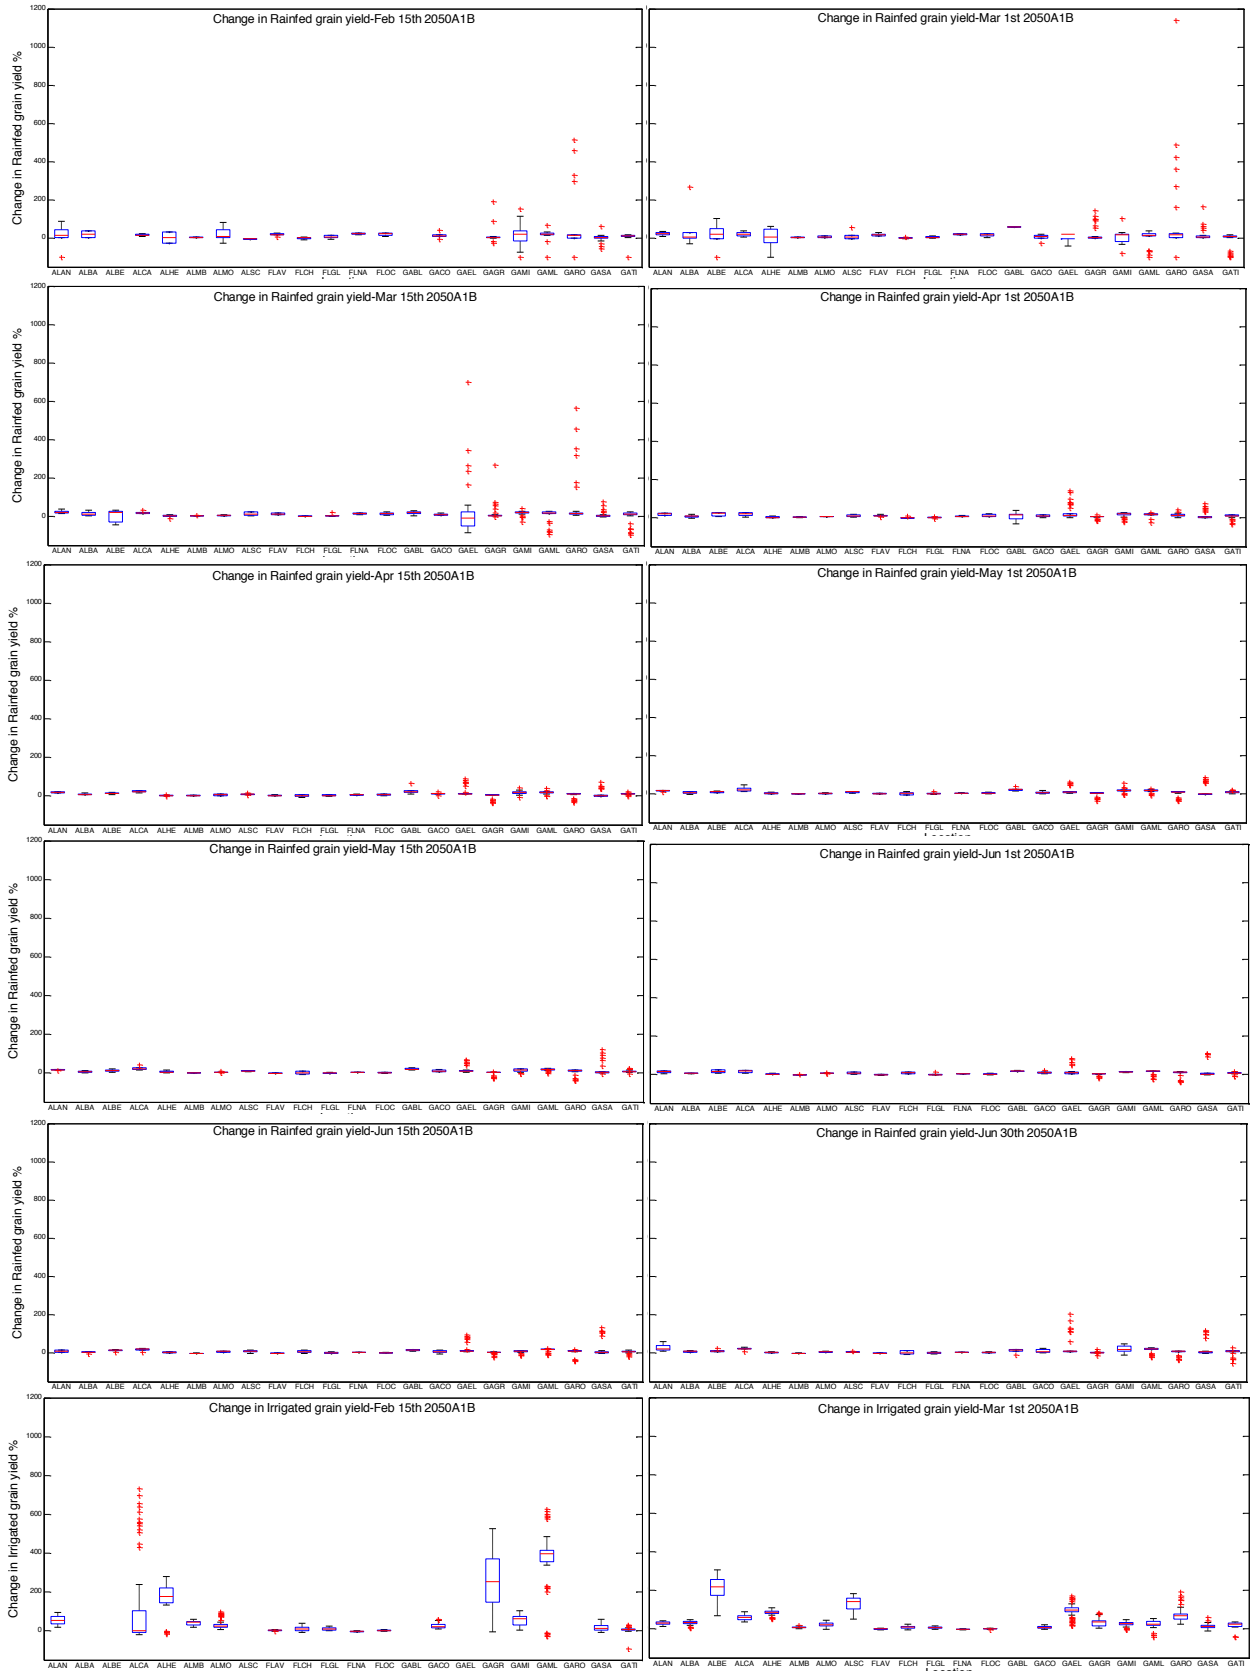 Change in Rainfed grain yield-Feb 15th 2050A1B
Change in Rainfed grain yield %
1200
1000
800
600
400
200
0
ALAN ALBA ALBE ALCA ALHE ALMB ALMO ALSC FLAV FLCH FLGL FLNA FLOC GABL GACO GAEL GAGR GAMI GAML GARO GASA GATI
Change in Rainfed grain yield-Mar 1st 2050A1B
ALAN ALBA ALBE ALCA ALHE ALMB ALMO ALSC FLAV FLCH FLGL FLNA FLOC GABL GACO GAEL GAGR GAMI GAML GARO GASA GATI
Change in Rainfed grain yield-Mar 15th 2050A1B
Change in Rainfed grain yield %
1200
1000
800
600
400
200
0
ALAN ALBA ALBE ALCA ALHE ALMB ALMO ALSC FLAV FLCH FLGL FLNA FLOC GABL GACO GAEL GAGR GAMI GAML GARO GASA GATI
Change in Rainfed grain yield-Apr 1st 2050A1B
ALAN ALBA ALBE ALCA ALHE ALMB ALMO ALSC FLAV FLCH FLGL FLNA FLOC GABL GACO GAEL GAGR GAMI GAML GARO GASA GATI
Change in Rainfed grain yield-Apr 15th 2050A1B
Change in Rainfed grain yield %
1200
1000
800
600
400
200
0
ALAN ALBA ALBE ALCA ALHE ALMB ALMO ALSC FLAV FLCH FLGL FLNA FLOC GABL GACO GAEL GAGR GAMI GAML GARO GASA GATI
Change in Rainfed grain yield-May 1st 2050A1B
ALAN ALBA ALBE ALCA ALHE ALMB ALMO ALSC FLAV FLCH FLGL FLNA FLOC GABL GACO GAEL GAGR GAMI GAML GARO GASA GATI
Change in Rainfed grain yield-May 15th 2050A1B
Change in Rainfed grain yield %
1200
1000
800
600
400
200
0
ALAN ALBA ALBE ALCA ALHE ALMB ALMO ALSC FLAV FLCH FLGL FLNA FLOC GABL GACO GAEL GAGR GAMI GAML GARO GASA GATI
Change in Rainfed grain yield-Jun 1st 2050A1B
ALAN ALBA ALBE ALCA ALHE ALMB ALMO ALSC FLAV FLCH FLGL FLNA FLOC GABL GACO GAEL GAGR GAMI GAML GARO GASA GATI
Change in Rainfed grain yield-Jun 15th 2050A1B
Change in Rainfed grain yield %
1200
1000
800
600
400
200
0
ALAN ALBA ALBE ALCA ALHE ALMB ALMO ALSC FLAV FLCH FLGL FLNA FLOC GABL GACO GAEL GAGR GAMI GAML GARO GASA GATI
Change in Rainfed grain yield-Jun 30th 2050A1B
ALAN ALBA ALBE ALCA ALHE ALMB ALMO ALSC FLAV FLCH FLGL FLNA FLOC GABL GACO GAEL GAGR GAMI GAML GARO GASA GATI
Change in Irrigated grain yield-Feb 15th 2050A1B
Change in Irrigated grain yield %
1200
1000
800
600
400
200
0
ALAN ALBA ALBE ALCA ALHE ALMB ALMO ALSC FLAV FLCH FLGL FLNA FLOC GABL GACO GAEL GAGR GAMI GAML GARO GASA GATI
Change in Irrigated grain yield-Mar 1st 2050A1B
ALAN ALBA ALBE ALCA ALHE ALMB ALMO ALSC FLAV FLCH FLGL FLNA FLOC GABL GACO GAEL GAGR GAMI GAML GARO GASA GATI